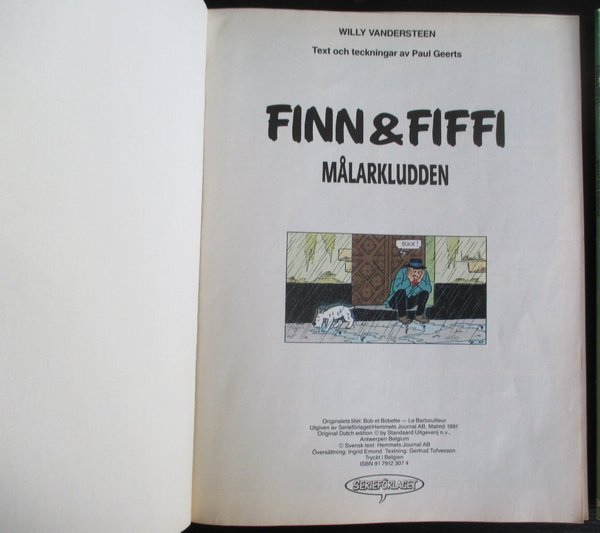 WILLY VANDERSTEEN
Text och teckningar av Paul Geerts
FINN & FIFFI
MÅLARKLUDDEN
SUCK!
Originalets titel: Bob et Bobette — Le Barbouilleur
Utgiven av Serieförlaget/Hemmets Journal AB, Malmö 1991
Original Dutch edition © by Standaard Uitgeverij n.v.,
Antwerpen Belgium
© Svensk text: Hemmets Journal AB
Översättning: Ingrid Emond Textning: Gertrud Tufvesson
Tryckt i Belgien
ISBN 91 7912 307 4
SERIEFÖRLAGET